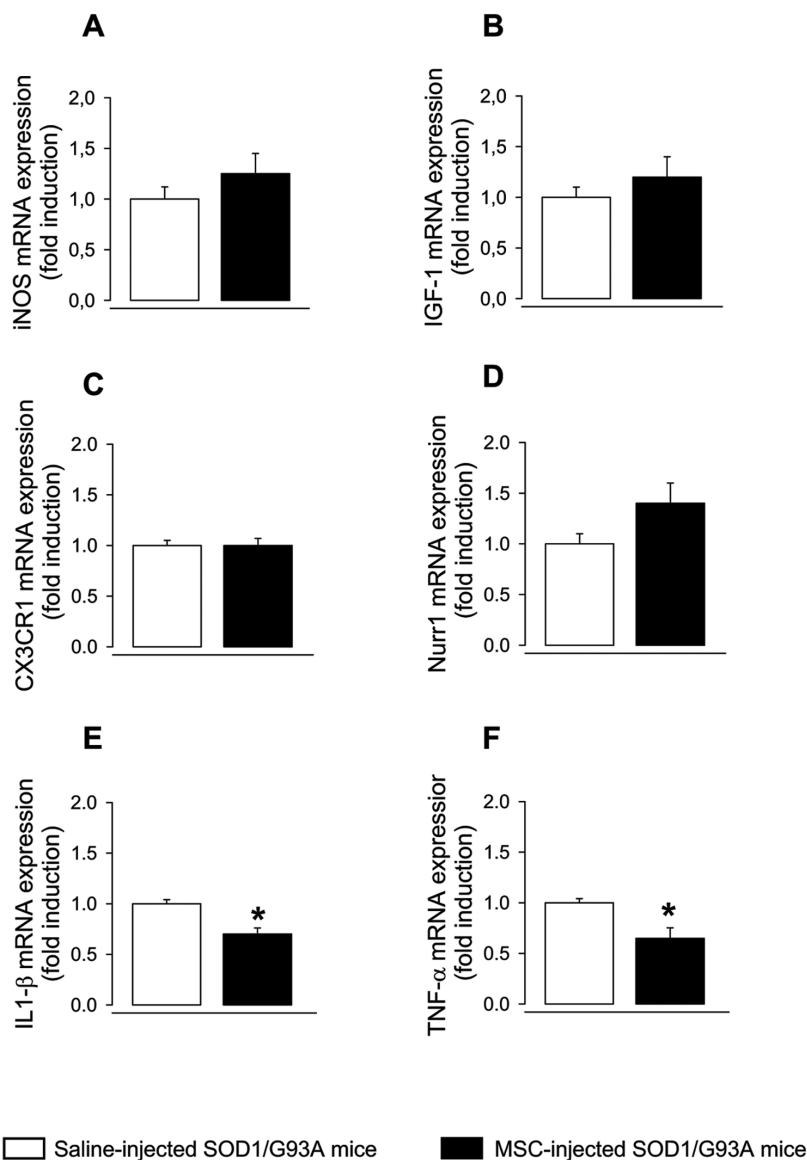 A
iNOS mRNA expression
(fold induction)
2,0
1,5
1,0
0,5
0,0
B
IGF-1 mRNA expression
(fold induction)
2,0
1,5
1,0
0,5
0,0
C
CX3CR1 mRNA expression
(fold induction)
2.0
1.5
1.0
0.5
0.0
D
Nurr1 mRNA expression
(fold induction)
2.0
1.5
1.0
0.5
0.0
E
IL1-β mRNA expression
(fold induction)
2.0
1.5
1.0
0.5
0.0
*
F
TNF-α mRNA expressior
(fold induction)
2.0
1.5
1.0
0.5
0.0
*
Saline-injected SOD1/G93A mice
MSC-injected SOD1/G93A mice